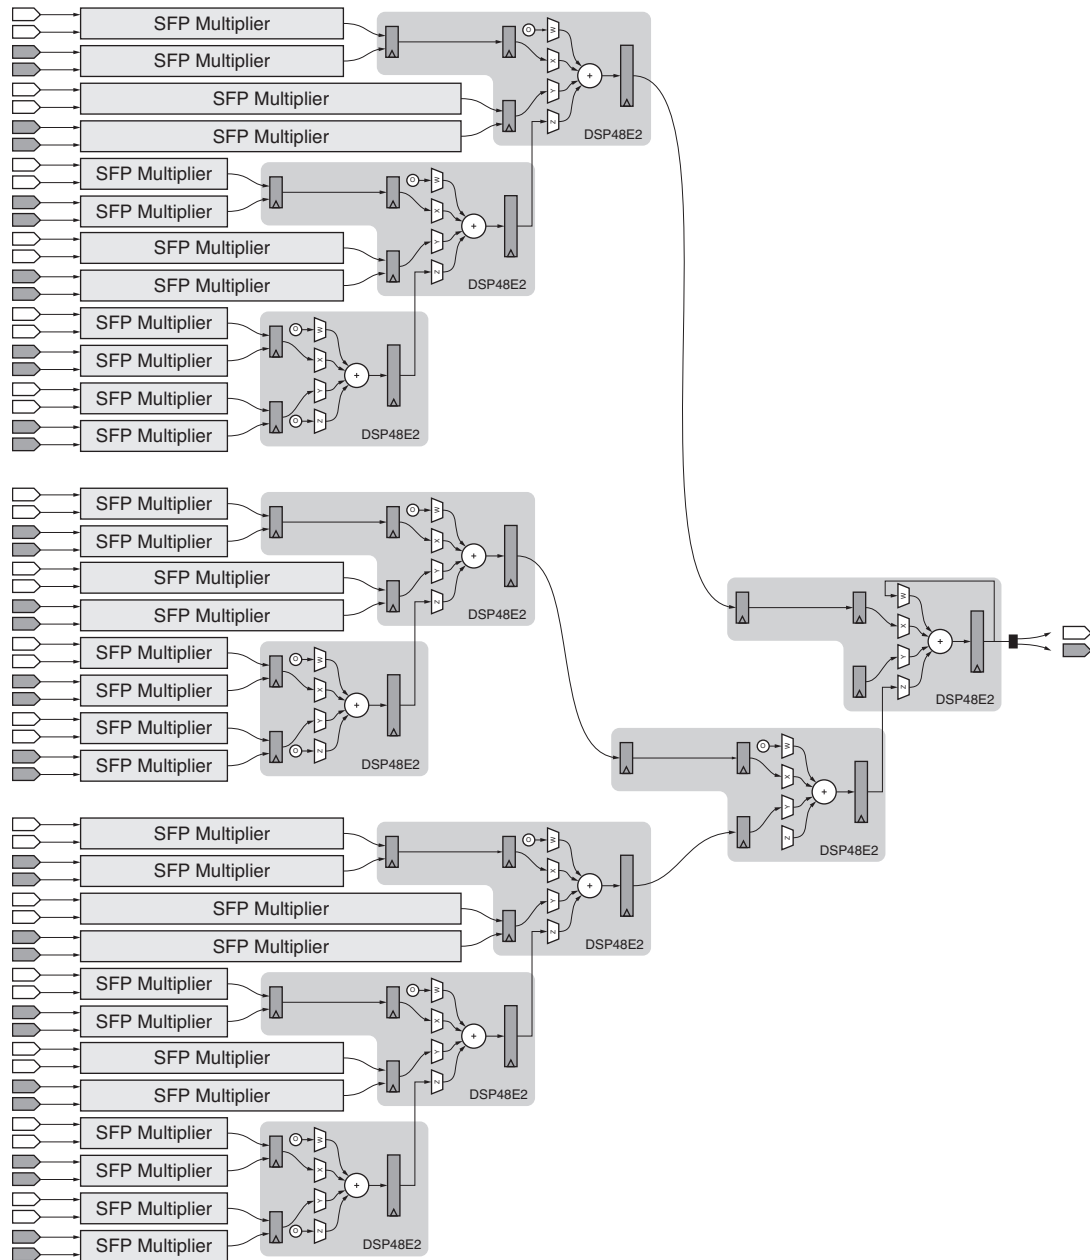 SFP Multiplier
O W
SFP Multiplier
X
+
SFP Multiplier
Y
SFP Multiplier
Z
DSP48E2
SFP Multiplier
O W
SFP Multiplier
X
+
SFP Multiplier
Y
SFP Multiplier
Z
DSP48E2
SFP Multiplier
O W
SFP Multiplier
X
+
SFP Multiplier
Y
O Z
SFP Multiplier
DSP48E2
SFP Multiplier
O W
SFP Multiplier
X
+
SFP Multiplier
Y
SFP Multiplier
Z
DSP48E2
W
X
+
Y
Z
DSP48E2
SFP Multiplier
O W
SFP Multiplier
X
+
SFP Multiplier
Y
O Z
SFP Multiplier
DSP48E2
O W
X
+
Y
Z
DSP48E2
SFP Multiplier
O W
SFP Multiplier
X
+
SFP Multiplier
Y
SFP Multiplier
Z
DSP48E2
SFP Multiplier
O W
SFP Multiplier
X
+
SFP Multiplier
Y
SFP Multiplier
Z
DSP48E2
SFP Multiplier
O W
SFP Multiplier
X
+
SFP Multiplier
Y
O Z
SFP Multiplier
DSP48E2